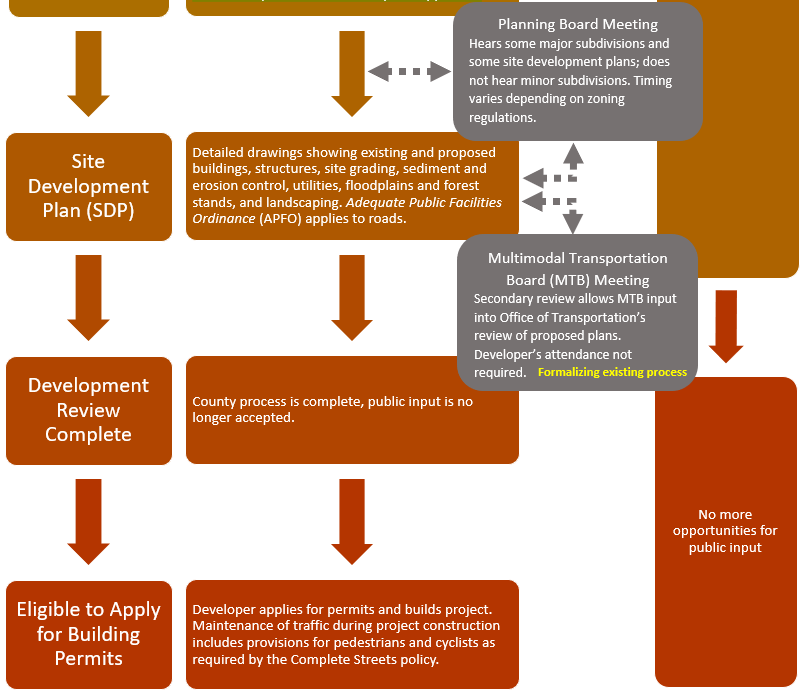 Planning Board Meeting
Hears some major subdivisions and
some site development plans; does
not hear minor subdivisions. Timing
varies depending on zoning
regulations.
Site
Development
Plan (SDP)
Detailed drawings showing existing and proposed
buildings, structures, site grading, sediment and
erosion control, utilities, floodplains and forest
stands, and landscaping. Adequate Public Facilities
Ordinance (APFO) applies to roads.
Multimodal Transportation
Board (MTB) Meeting
Secondary review allows MTB input
into Office of Transportation’s
review of proposed plans.
Developer’s attendance not
required. Formalizing existing process
Development
Review
Complete
County process is complete, public input is no
longer accepted.
No more
opportunities for
public input
Eligible to Apply
for Building
Permits
Developer applies for permits and builds project.
Maintenance of traffic during project construction
includes provisions for pedestrians and cyclists as
required by the Complete Streets policy.